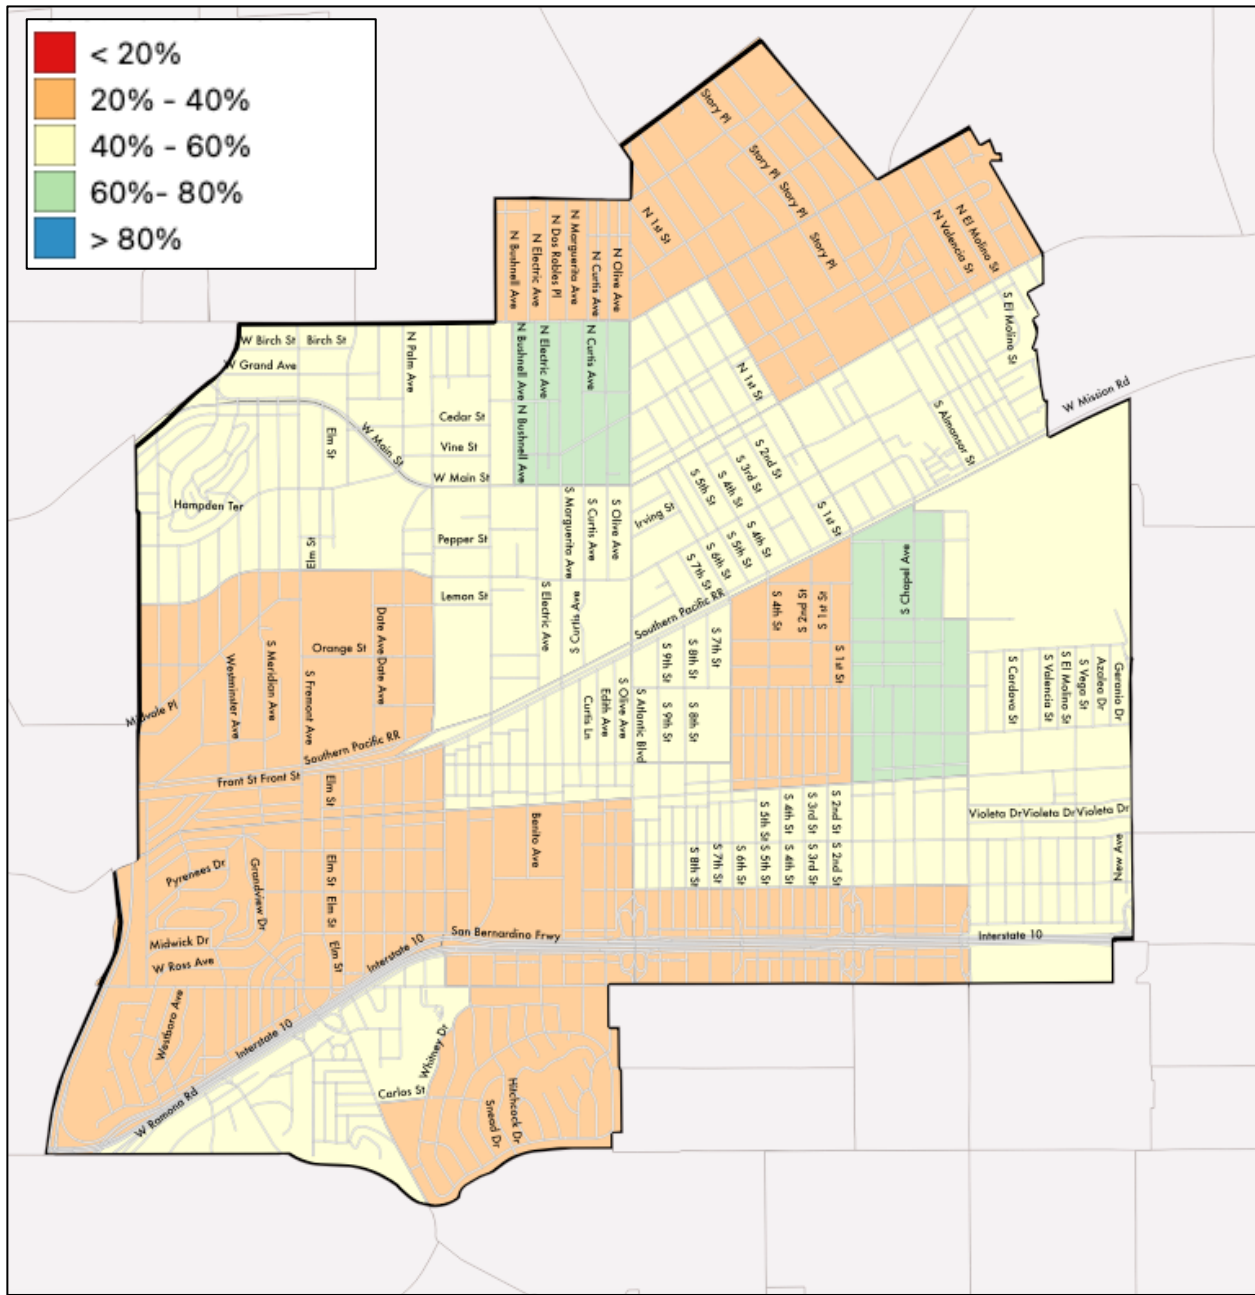 < 20%
20% - 40%
40% - 60%
60%- 80%
> 80%
Story Pl
Story Pl
Story Pl
Story Pl
N 1st St
N El Molino St
N Valencia St
N Bushnell Ave
N Electric Ave
N Dos Robles Pl
N Marguerita Ave
N Curtis Ave
N Olive Ave
S El Molino St
W Birch St
Birch St
W Grand Ave
N Palm Ave
N Bushnell Ave
N Electric Ave
N Curtis Ave
N Bushnell Ave
N 1st St
W Mission Rd
Cedar St
Vine St
W Main St
W Main St
Elm St
S Almansor St
S 2nd St
S 3rd St
S 4th St
S 5th St
Hampden Ter
S Marguerita Ave
S Curtis Ave
S Olive Ave
Irving St
S 1st St
S 4th St
S 5th St
S 6th St
S 7th St
Pepper St
Elm St
Lemon St
S Electric Ave
S Curtis Ave
Southern Pacific RR
S Chapel Ave
S 1st St
S 2nd St
S 4th St
Date Ave
Date Ave
Orange St
S Meridian Ave
Westminster Ave
S Fremont Ave
Midvale Pl
S 7th St
S 8th St
S 9th St
S 1st St
S Cordova St
S Valencia St
S El Molino St
S Vega St
Azalea Dr
Geranio Dr
S Olive Ave
Edith Ave
Curtis Ln
S Atlantic Blvd
S 9th St
S 8th St
Southern Pacific RR
Front St
Front St
Elm St
Benito Ave
S 5th St
S 4th St
S 3rd St
S 2nd St
Violeta Dr
Violeta Dr
Violeta Dr
S 8th St
S 7th St
S 6th St
S 5th St
S 4th St
S 3rd St
S 2nd St
New Ave
Pyrenees Dr
Grandview Dr
Elm St
Elm St
Midwick Dr
W Ross Ave
Elm St
Interstate 10
San Bernardino Frwy
Interstate 10
Westboro Ave
Interstate 10
W Ramona Rd
Whitney Dr
Carlos St
Hitchcock Dr
Snead Dr